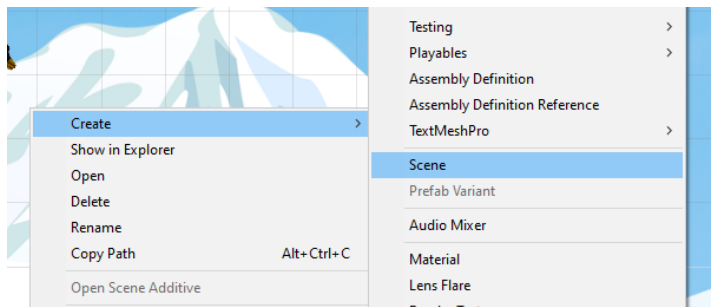 Create
Show in Explorer
Open
Delete
Rename
Copy Path Alt+Ctrl+C
Open Scene Additive
Testing
Playables
Assembly Definition
Assembly Definition Reference
TextMeshPro
Scene
Prefab Variant
Audio Mixer
Material
Lens Flare